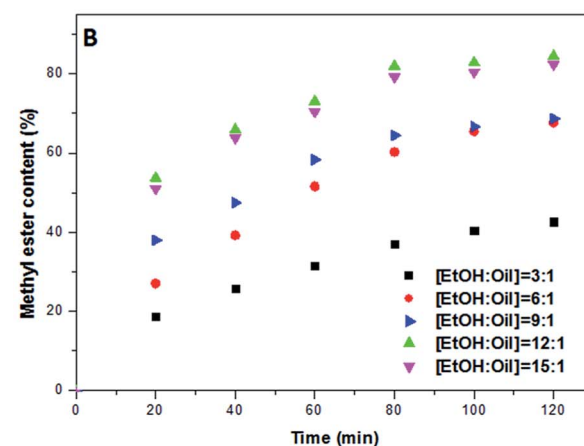 B
Methyl ester content (%)
80
60
40
20
0
[EtOH:Oil]=3:1
[EtOH:Oil]=6:1
[EtOH:Oil]=9:1
[EtOH:Oil]=12:1
[EtOH:Oil]=15:1
0 20 40 60 80 100 120
Time (min)